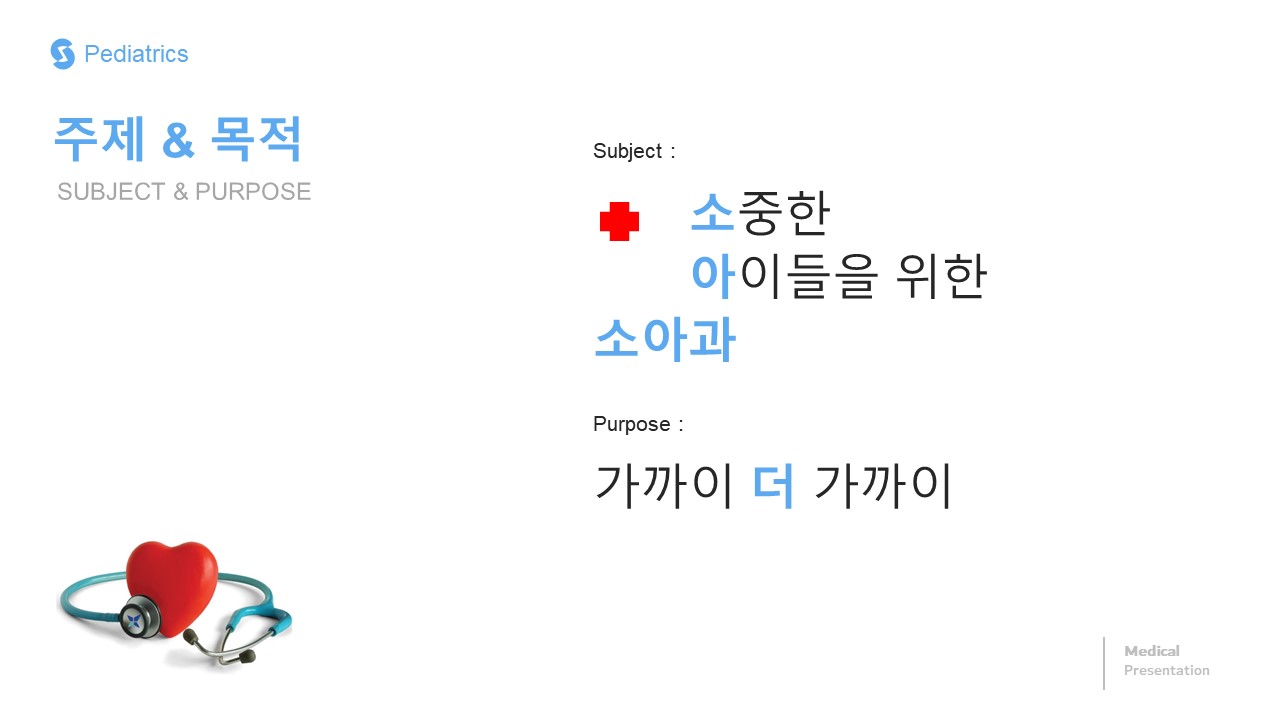 Pediatrics
주제 & 목적
SUBJECT & PURPOSE
Subject :
소중한
아이들을 위한
소아과
Purpose :
가까이 더 가까이
Medical
Presentation